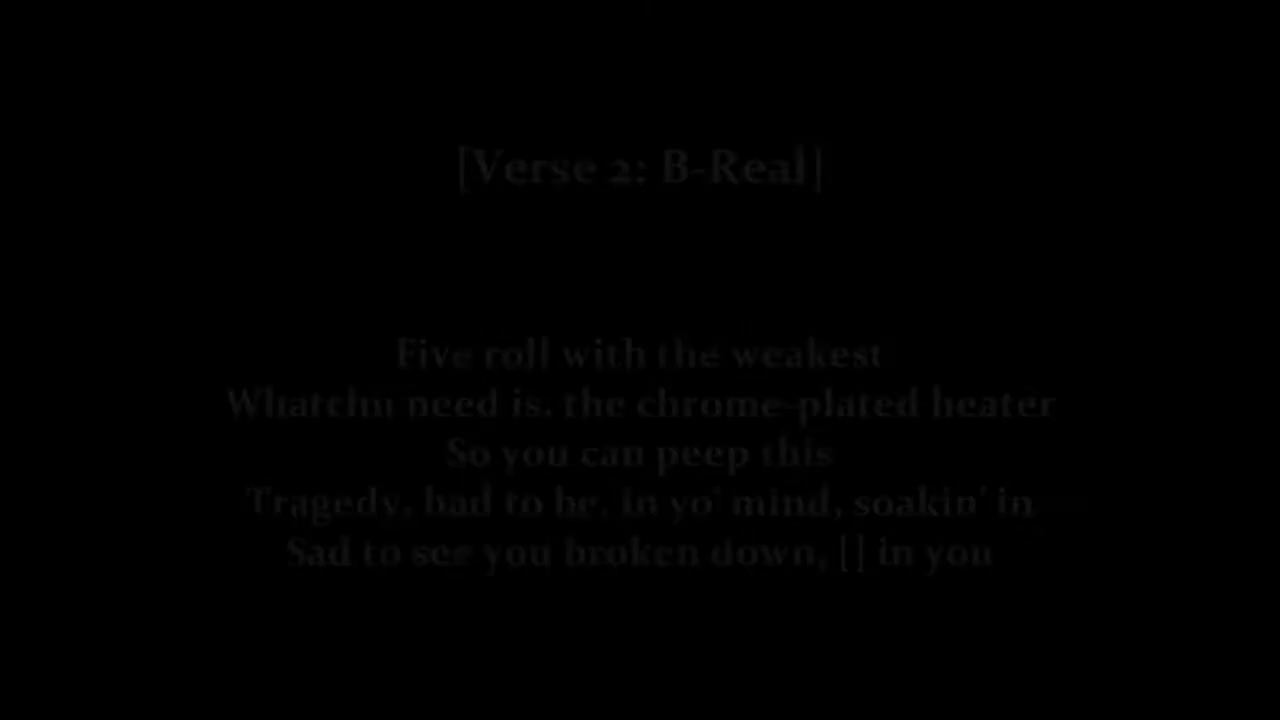 [Verse 2: B-Real]
Five roll with the weakest
Whatchu need is, the chrome-plated heater
So you can peep this
Tragedy, had to be, in yo' mind, soakin' in
Sad to see you broken down, [] in you